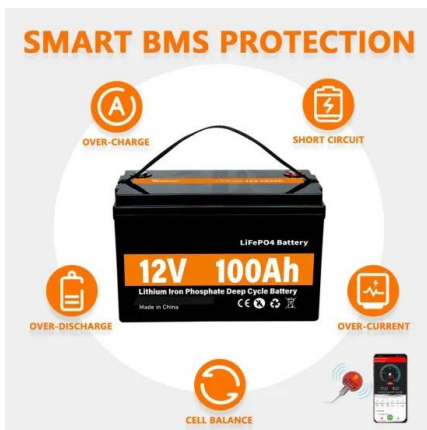 SMART BMS PROTECTION
A
OVER-CHARGE
SHORT CIRCUIT
LiFePO4 Battery
12V 100Ah
Lithium Iron Phosphate Deep Cycle Battery
Made in China
CE
OVER-DISCHARGE
OVER-CURRENT
CELL BALANCE